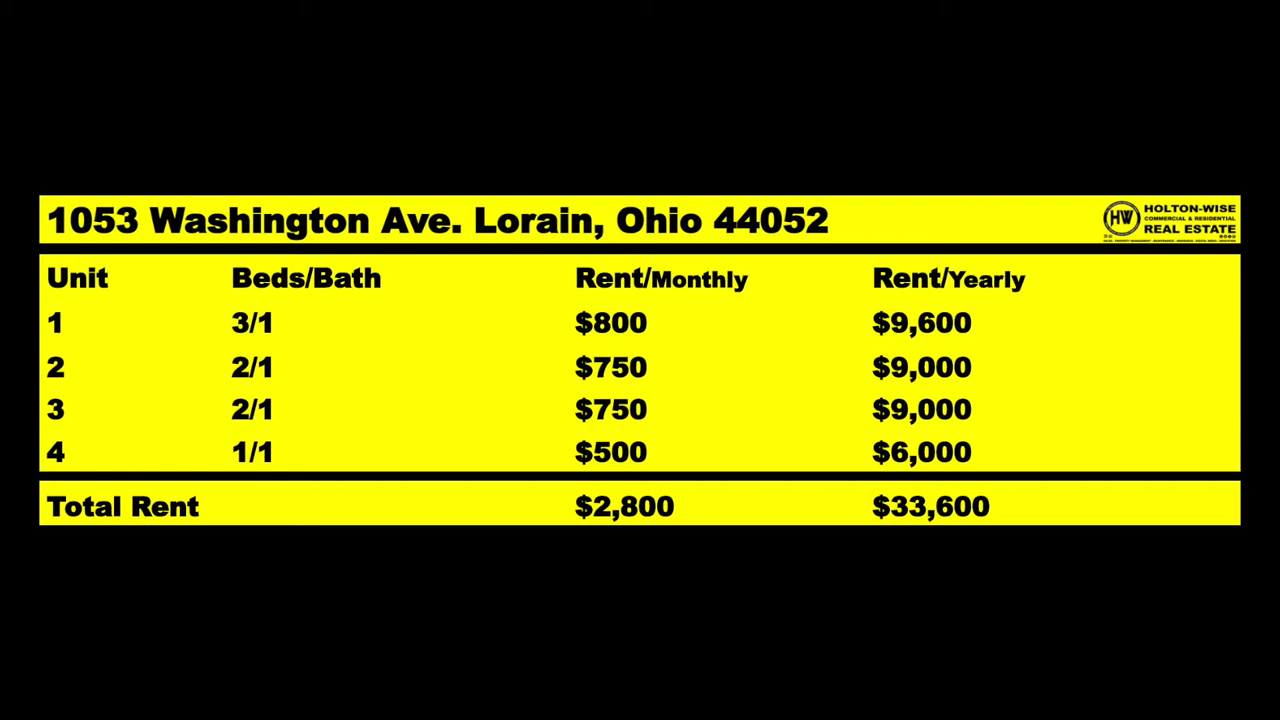 1053 Washington Ave. Lorain, Ohio 44052
HW
HOLTON-WISE
COMMERCIAL & RESIDENTIAL
REAL ESTATE
Unit Beds/Bath Rent/Monthly Rent/Yearly
1 3/1 $800 $9,600
2 2/1 $750 $9,000
3 2/1 $750 $9,000
4 1/1 $500 $6,000
Total Rent $2,800 $33,600